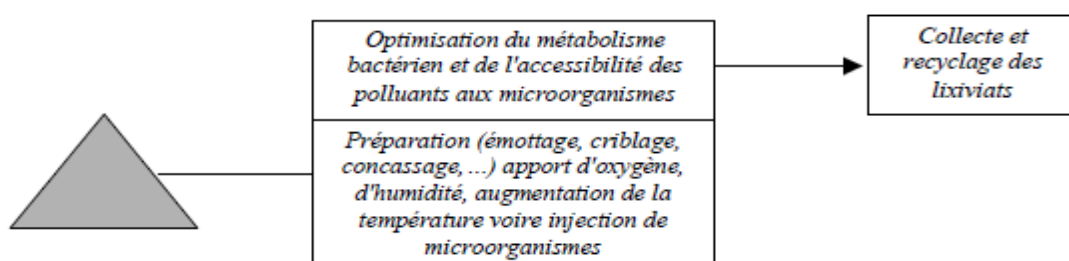 Optimisation du métabolisme
bactérien et de l'accessibilité des
polluants aux microorganismes
Préparation (émottage, criblage,
concassage, ...) apport d'oxygène,
d'humidité, augmentation de la
température voire injection de
microorganismes
Collecte et
recyclage des
lixiviats